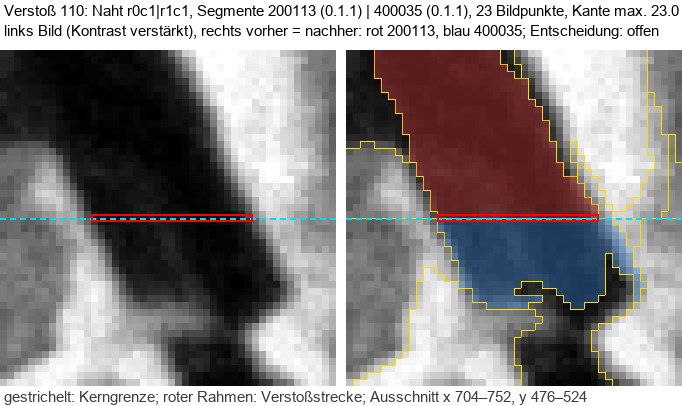 Verstoß 110: Naht r0c1|r1c1, Segmente 200113 (0.1.1) | 400035 (0.1.1), 23 Bildpunkte, Kante max. 23.0
links Bild (Kontrast verstärkt), rechts vorher = nachher: rot 200113, blau 400035; Entscheidung: offen
gestrichelt: Kerngrenze; roter Rahmen: Verstoßstrecke; Ausschnitt x 704–752, y 476–524